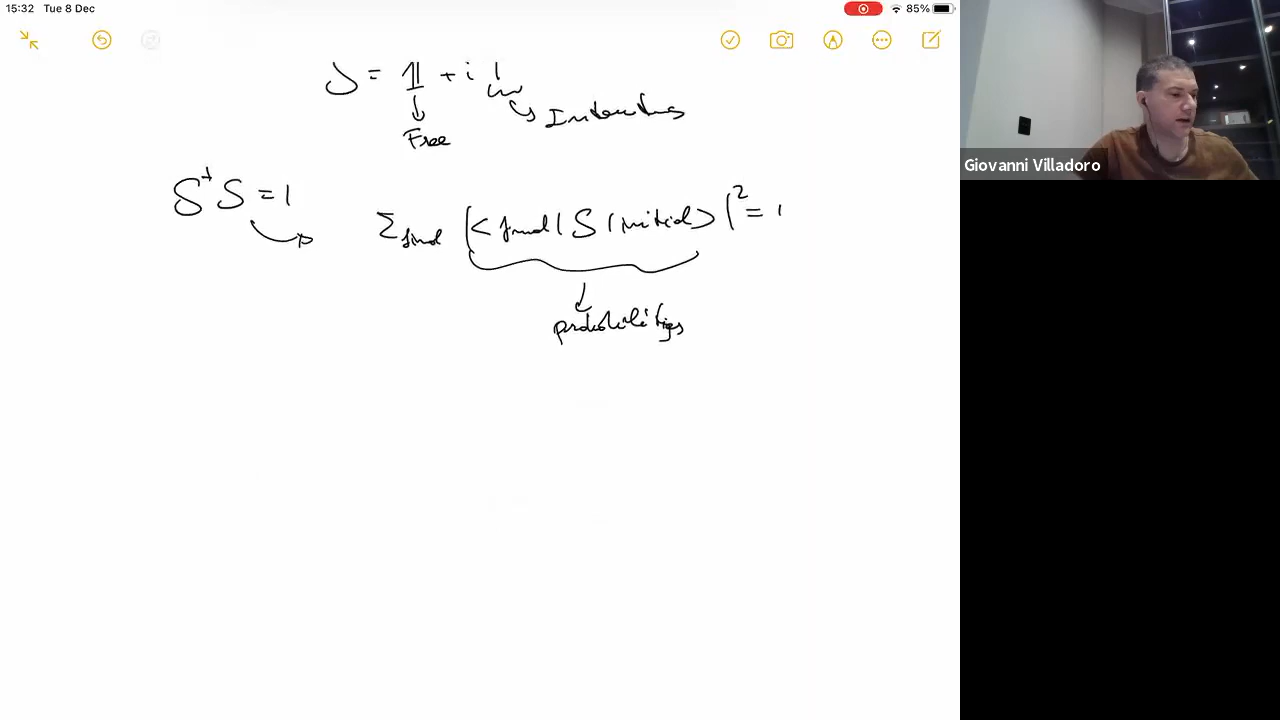 15:32 Tue 8 Dec 85%
S = 𝟙 + i T
Interactions
Free
S†S = 1
Σ_final |<final| S |initial>|² = 1
probabilities
Giovanni Villadoro